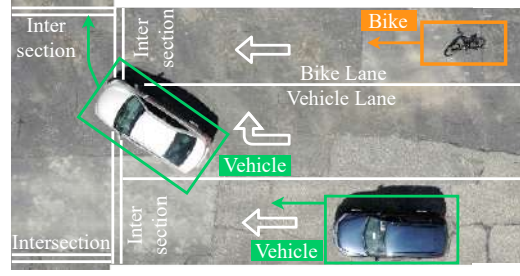 Inter
section
Inter
section
Bike
Bike Lane
Vehicle Lane
Vehicle
Inter
section
Vehicle
Intersection